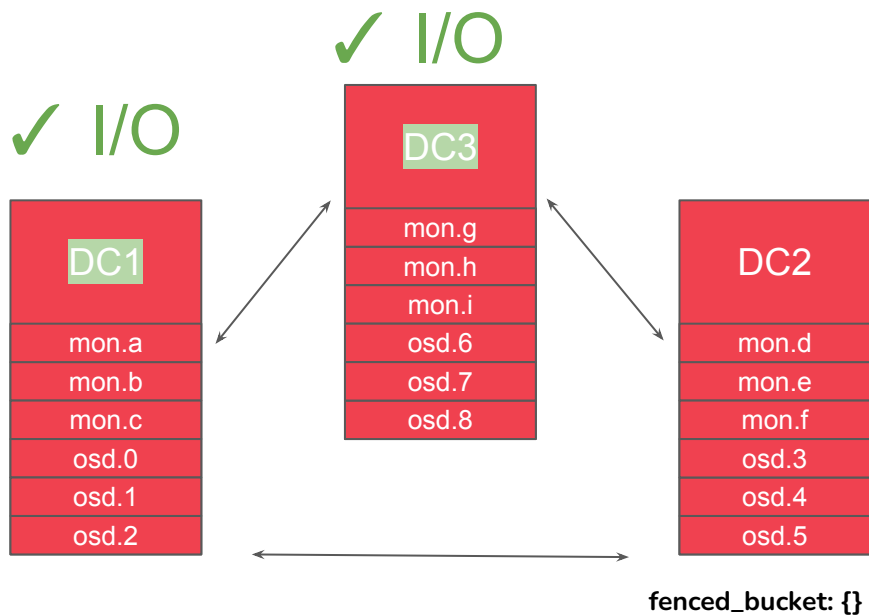 ✓ I/O
DC1
mon.a
mon.b
mon.c
osd.0
osd.1
osd.2
✓ I/O
DC3
mon.g
mon.h
mon.i
osd.6
osd.7
osd.8
DC2
mon.d
mon.e
mon.f
osd.3
osd.4
osd.5
fenced_bucket: {}